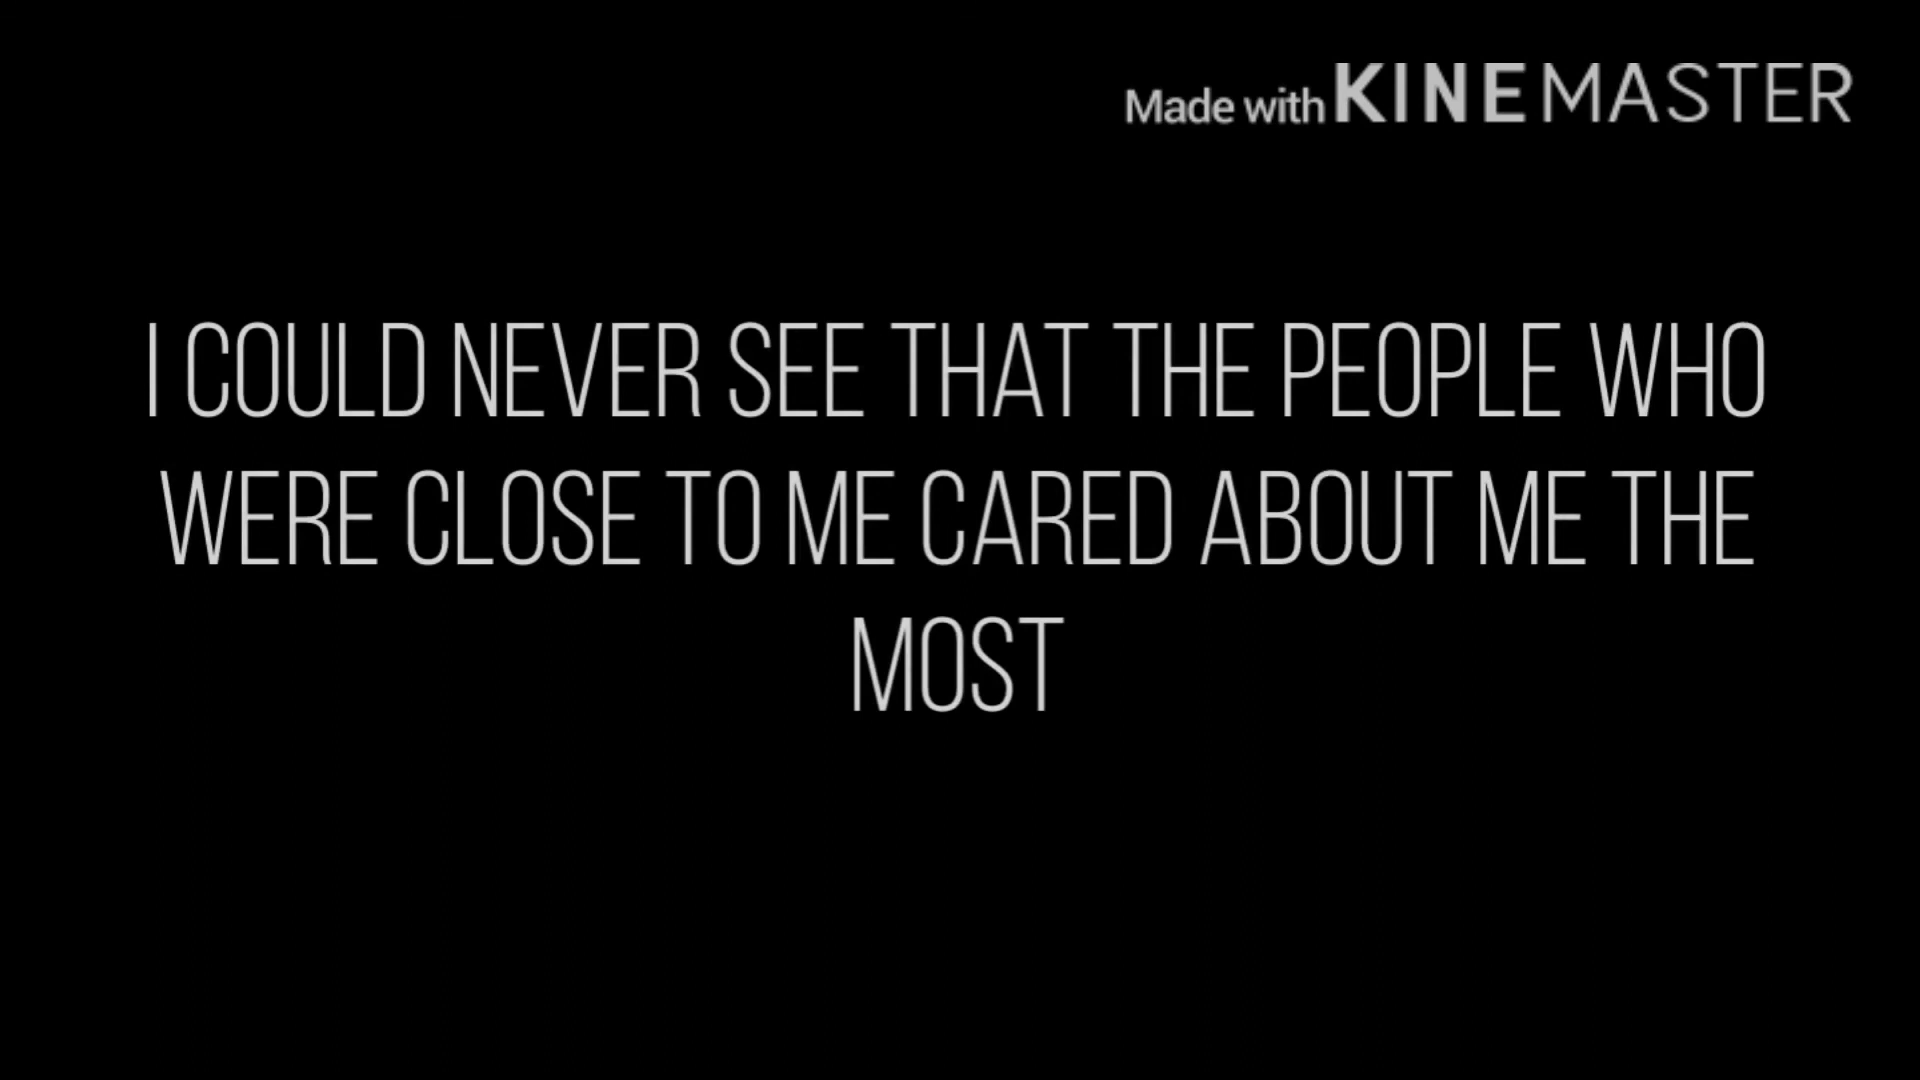 Made with KINEMASTER
I COULD NEVER SEE THAT THE PEOPLE WHO
WERE CLOSE TO ME CARED ABOUT ME THE
MOST